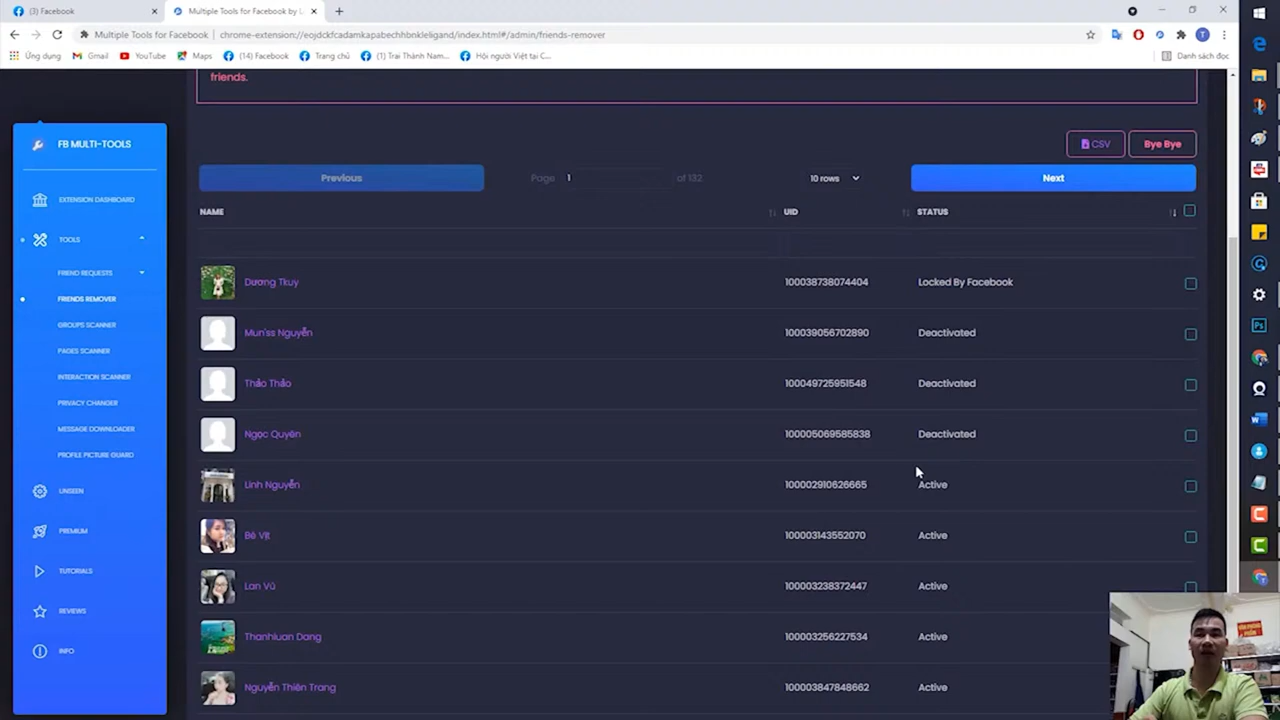 (3) Facebook
Multiple Tools for Facebook by L
Multiple Tools for Facebook | chrome-extension://eojdckfcadamkapabechhbnkleligand/index.html#/admin/friends-remover
T
Ứng dụng
Gmail
YouTube
Maps
(14) Facebook
Trang chủ
(1) Trai Thành Nam...
Hội người Việt tại C...
Danh sách đọc
friends.
FB MULTI-TOOLS
EXTENSION DASHBOARD
TOOLS
FRIEND REQUESTS
FRIENDS REMOVER
GROUPS SCANNER
PAGES SCANNER
INTERACTION SCANNER
PRIVACY CHANGER
MESSAGE DOWNLOADER
PROFILE PICTURE GUARD
UNSEEN
PREMIUM
TUTORIALS
REVIEWS
INFO
CSV
Bye Bye
Previous
Page 1 of 132
10 rows
Next
NAME UID STATUS
Dương Tkuy 100038738074404 Locked By Facebook
Mun'ss Nguyễn 100039056702890 Deactivated
Thảo Thảo 100049725951548 Deactivated
Ngọc Quyên 100005069585838 Deactivated
Linh Nguyễn 100002910626665 Active
Bé Vịt 100003143552070 Active
Lan Vũ 100003238372447 Active
Thanhluan Dang 100003256227534 Active
Nguyễn Thiên Trang 100003847848662 Active